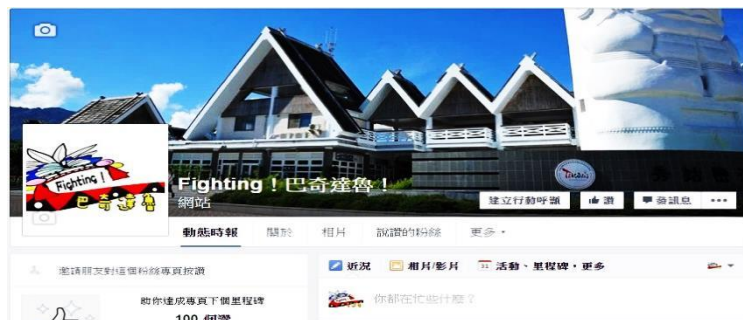 Fighting!
巴奇達魯
Fighting！巴奇達魯！
網站
建立行動呼籲
讚
發訊息
動態時報
關於
相片
說讚的粉絲
更多
邀請朋友對這個粉絲專頁按讚
助你達成專頁下個里程碑
100 個讚
近況
相片/影片
31 活動、里程碑，更多
你都在忙些什麼？